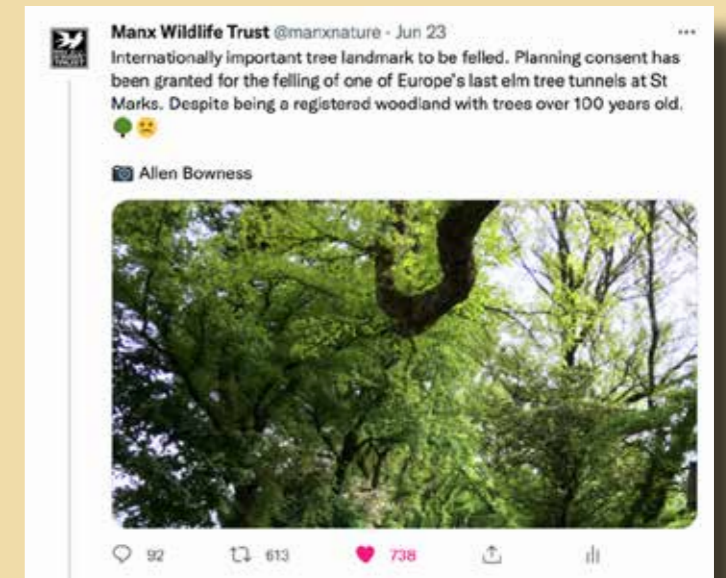 Manx Wildlife Trust @manxnature · Jun 23
Internationally important tree landmark to be felled. Planning consent has
been granted for the felling of one of Europe's last elm tree tunnels at St
Marks. Despite being a registered woodland with trees over 100 years old.
🌳😕
📷 Allen Bowness
92 613 738